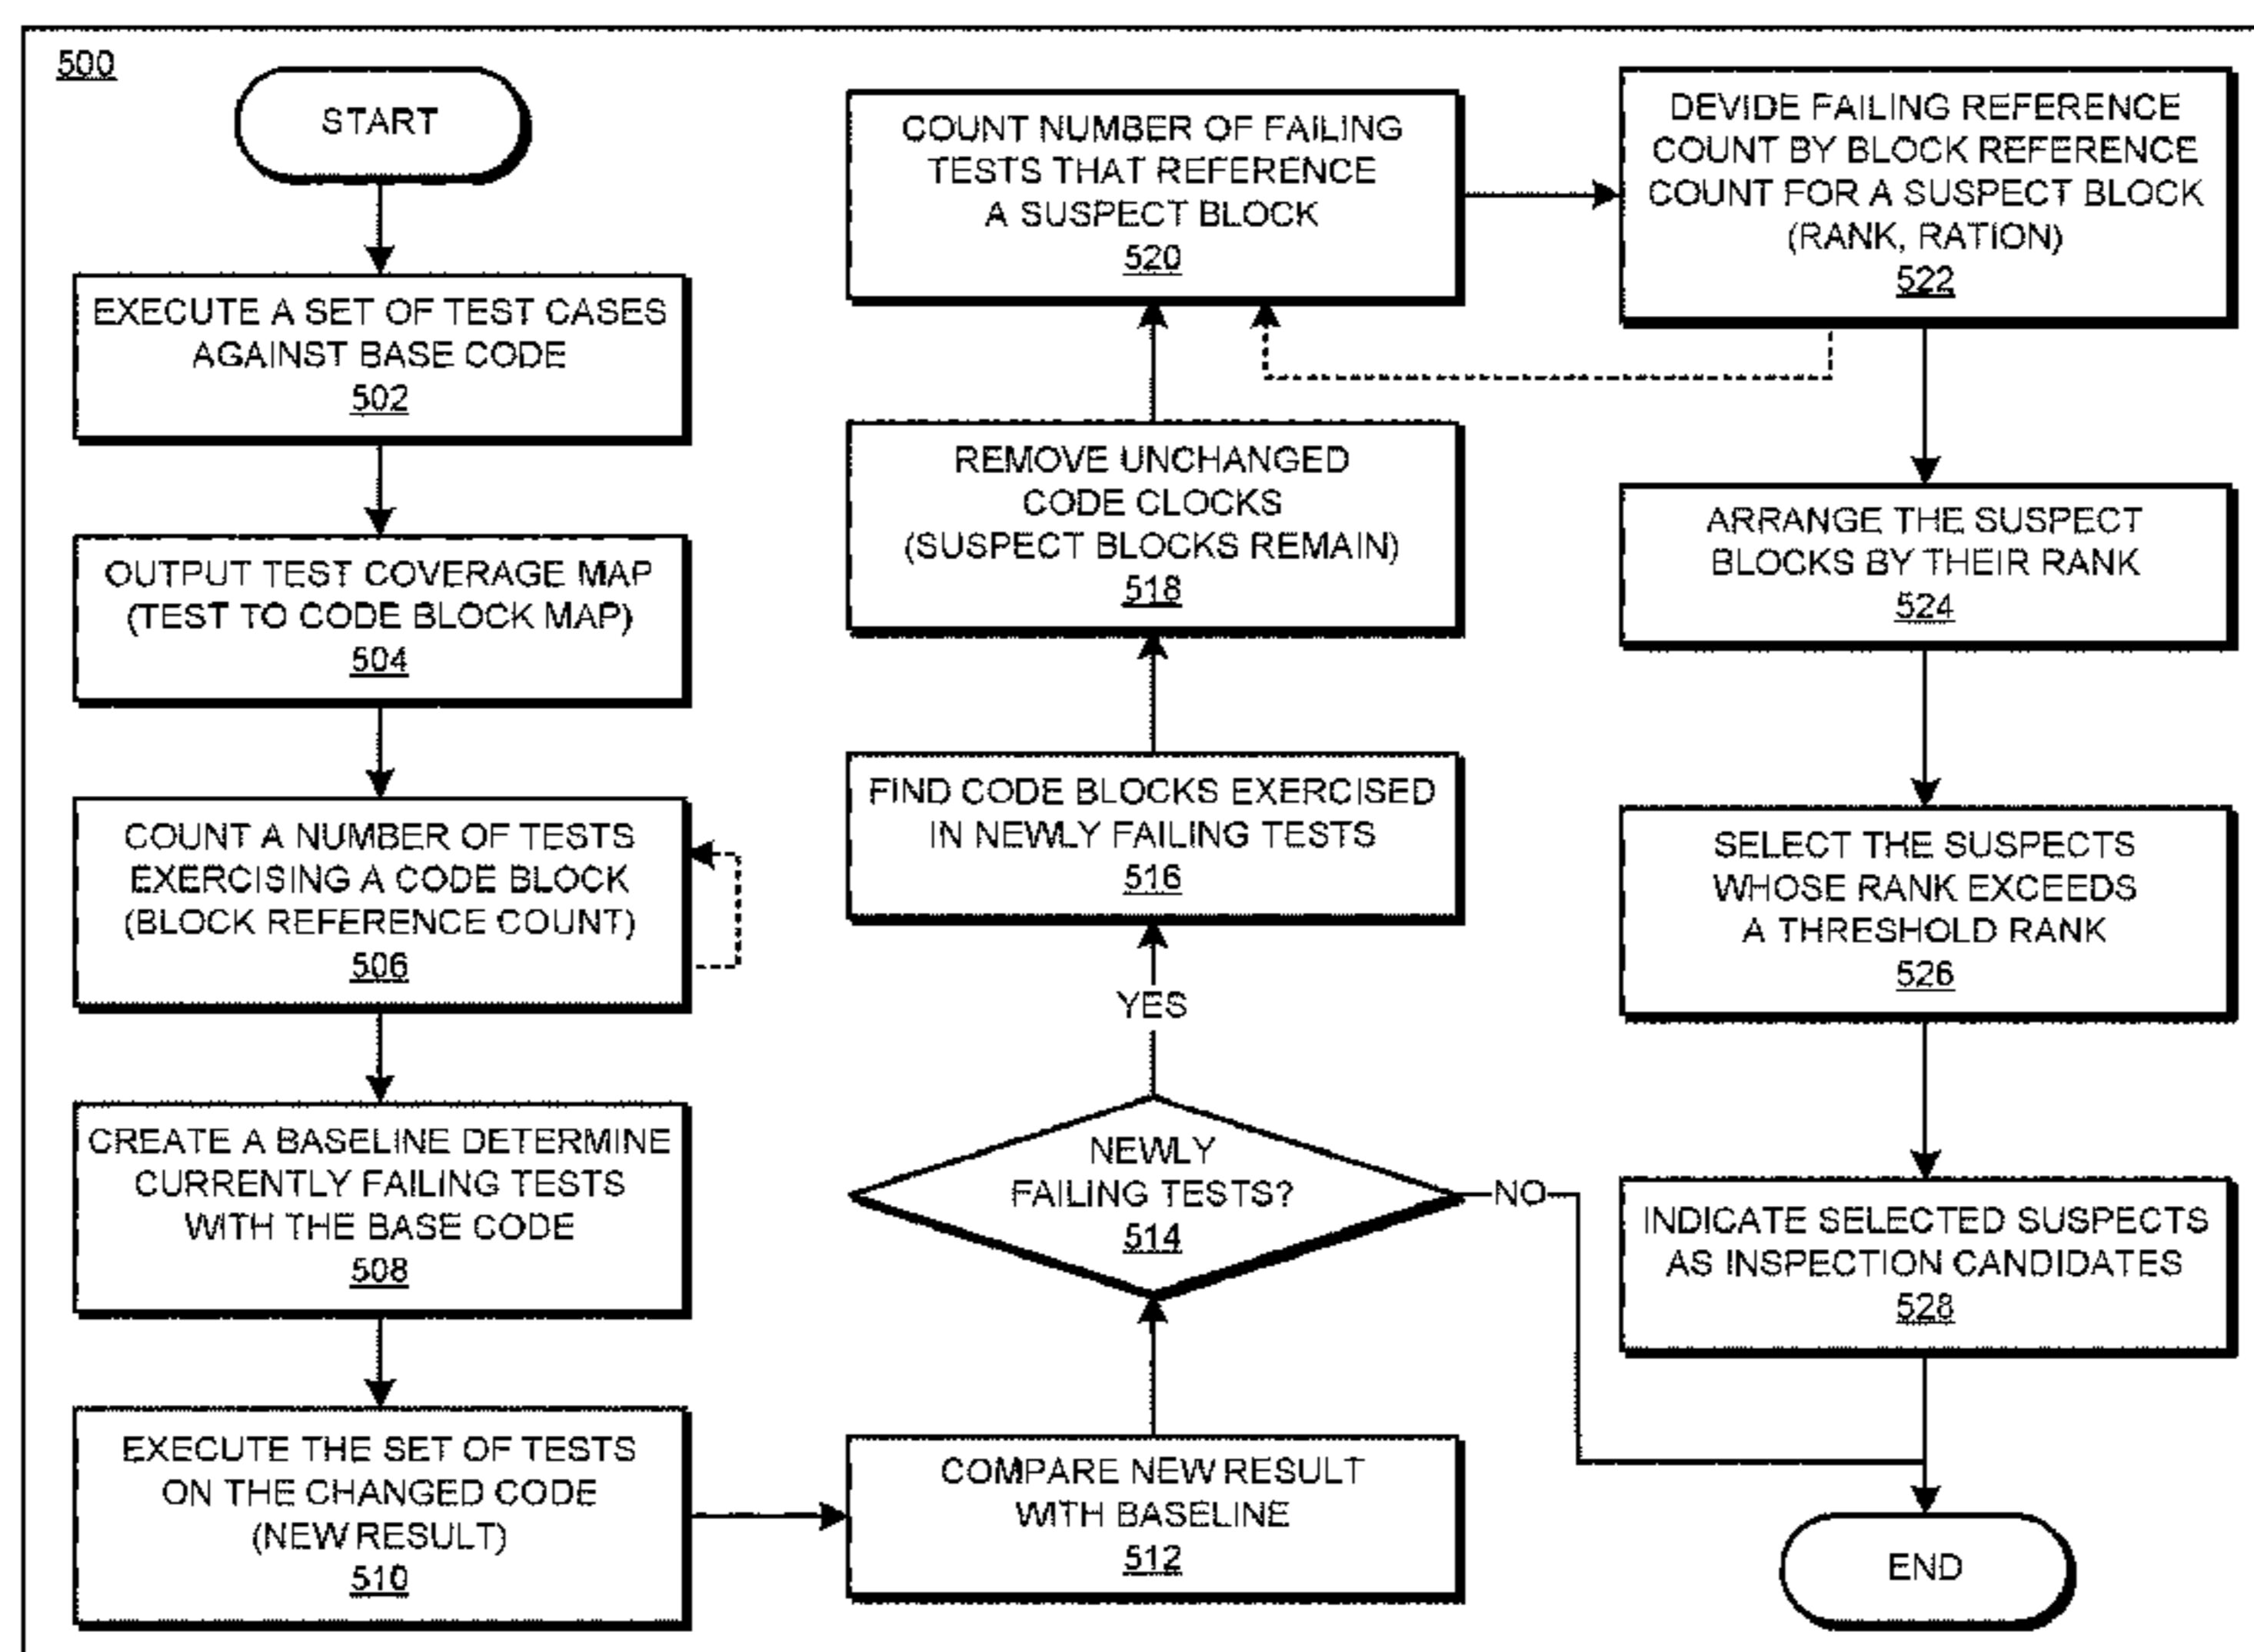 500
START
EXECUTE A SET OF TEST CASES
AGAINST BASE CODE
502
OUTPUT TEST COVERAGE MAP
(TEST TO CODE BLOCK MAP)
504
COUNT A NUMBER OF TESTS
EXERCISING A CODE BLOCK
(BLOCK REFERENCE COUNT)
506
CREATE A BASELINE DETERMINE
CURRENTLY FAILING TESTS
WITH THE BASE CODE
508
EXECUTE THE SET OF TESTS
ON THE CHANGED CODE
(NEW RESULT)
510
COMPARE NEW RESULT
WITH BASELINE
512
NEWLY
FAILING TESTS?
514
NO
YES
FIND CODE BLOCKS EXERCISED
IN NEWLY FAILING TESTS
516
REMOVE UNCHANGED
CODE CLOCKS
(SUSPECT BLOCKS REMAIN)
518
COUNT NUMBER OF FAILING
TESTS THAT REFERENCE
A SUSPECT BLOCK
520
DEVIDE FAILING REFERENCE
COUNT BY BLOCK REFERENCE
COUNT FOR A SUSPECT BLOCK
(RANK, RATION)
522
ARRANGE THE SUSPECT
BLOCKS BY THEIR RANK
524
SELECT THE SUSPECTS
WHOSE RANK EXCEEDS
A THRESHOLD RANK
526
INDICATE SELECTED SUSPECTS
AS INSPECTION CANDIDATES
528
END